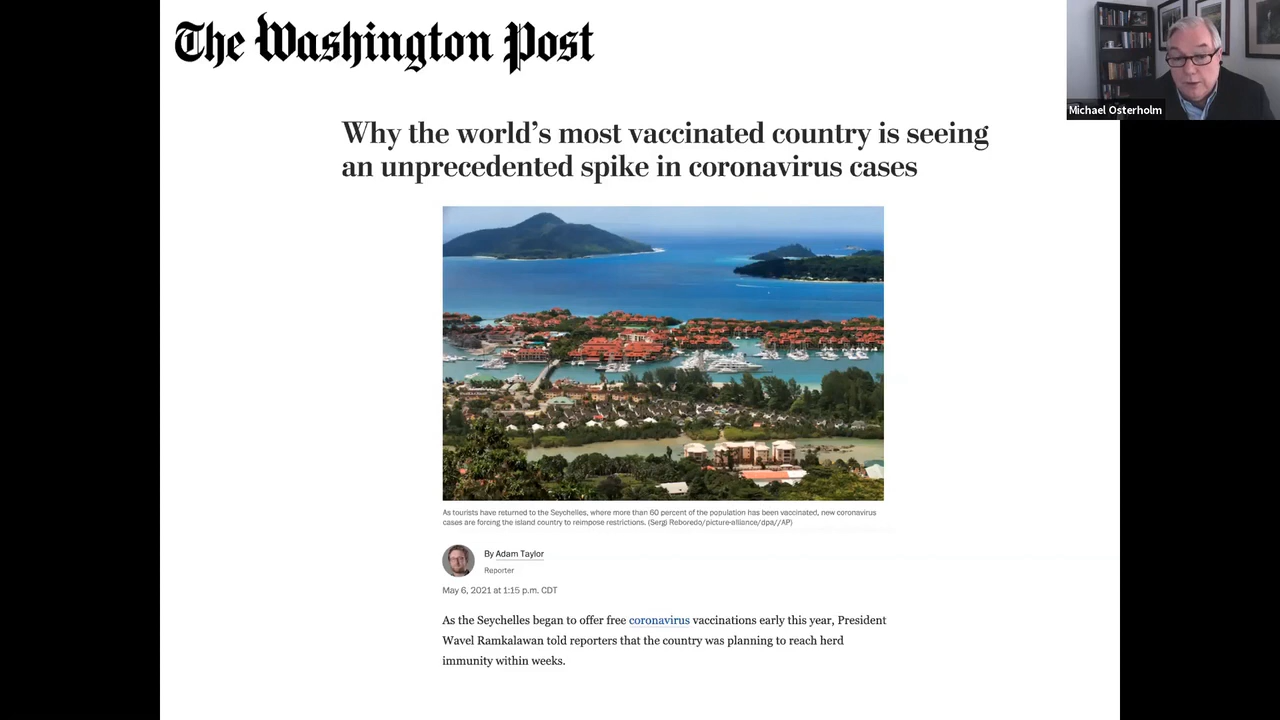 The Washington Post
Michael Osterholm
Why the world’s most vaccinated country is seeing
an unprecedented spike in coronavirus cases
As tourists have returned to the Seychelles, where more than 60 percent of the population has been vaccinated, new coronavirus
cases are forcing the island country to reimpose restrictions. (Sergi Reboredo/picture-alliance/dpa//AP)
By Adam Taylor
Reporter
May 6, 2021 at 1:15 p.m. CDT
As the Seychelles began to offer free coronavirus vaccinations early this year, President
Wavel Ramkalawan told reporters that the country was planning to reach herd
immunity within weeks.